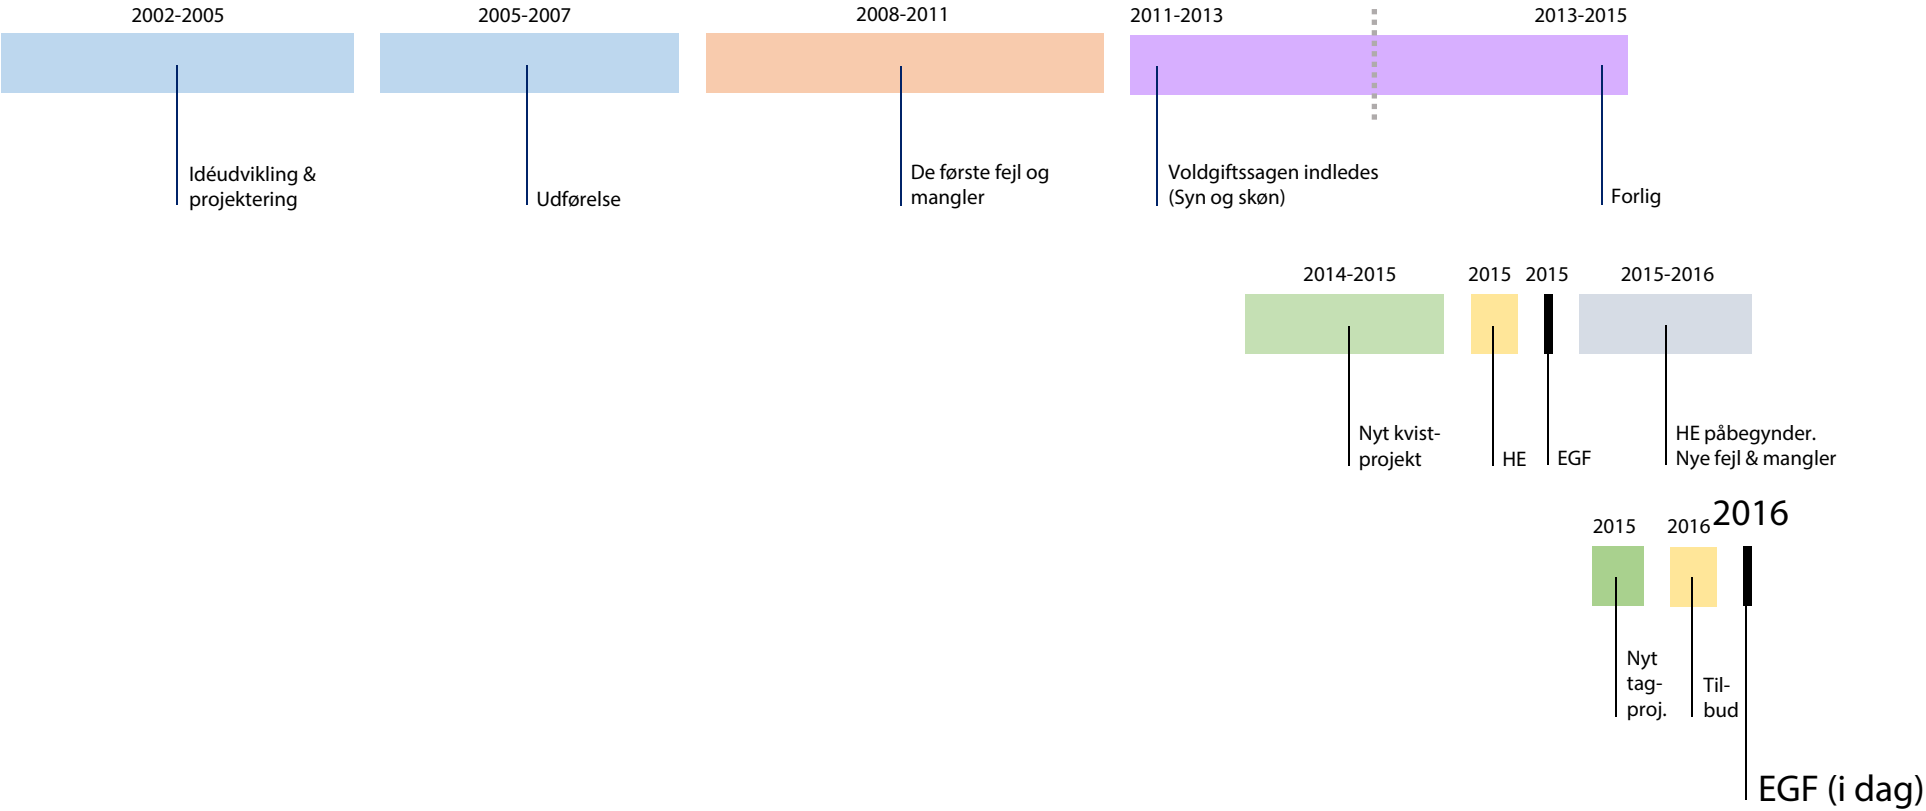 2002-2005
2005-2007
2008-2011
2011-2013
2013-2015
Idéudvikling &
projektering
Udførelse
De første fejl og
mangler
Voldgiftssagen indledes
(Syn og skøn)
Forlig
2014-2015
2015
2015
2015-2016
Nyt kvist-
projekt
HE
EGF
HE påbegynder.
Nye fejl & mangler
2015
2016
2016
Nyt
tag-
proj.
Til-
bud
EGF (i dag)